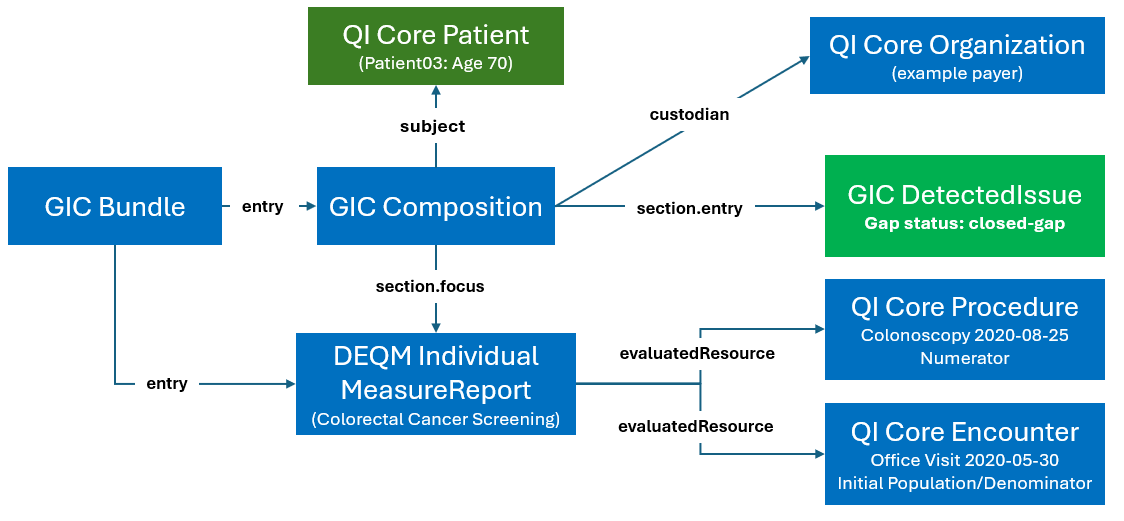 QI Core Patient
(Patient03: Age 70)
QI Core Organization
(example payer)
custodian
subject
GIC Bundle
entry
GIC Composition
section.entry
GIC DetectedIssue
Gap status: closed-gap
section.focus
QI Core Procedure
Colonoscopy 2020-08-25
Numerator
entry
DEQM Individual
MeasureReport
(Colorectal Cancer Screening)
evaluatedResource
evaluatedResource
QI Core Encounter
Office Visit 2020-05-30
Initial Population/Denominator